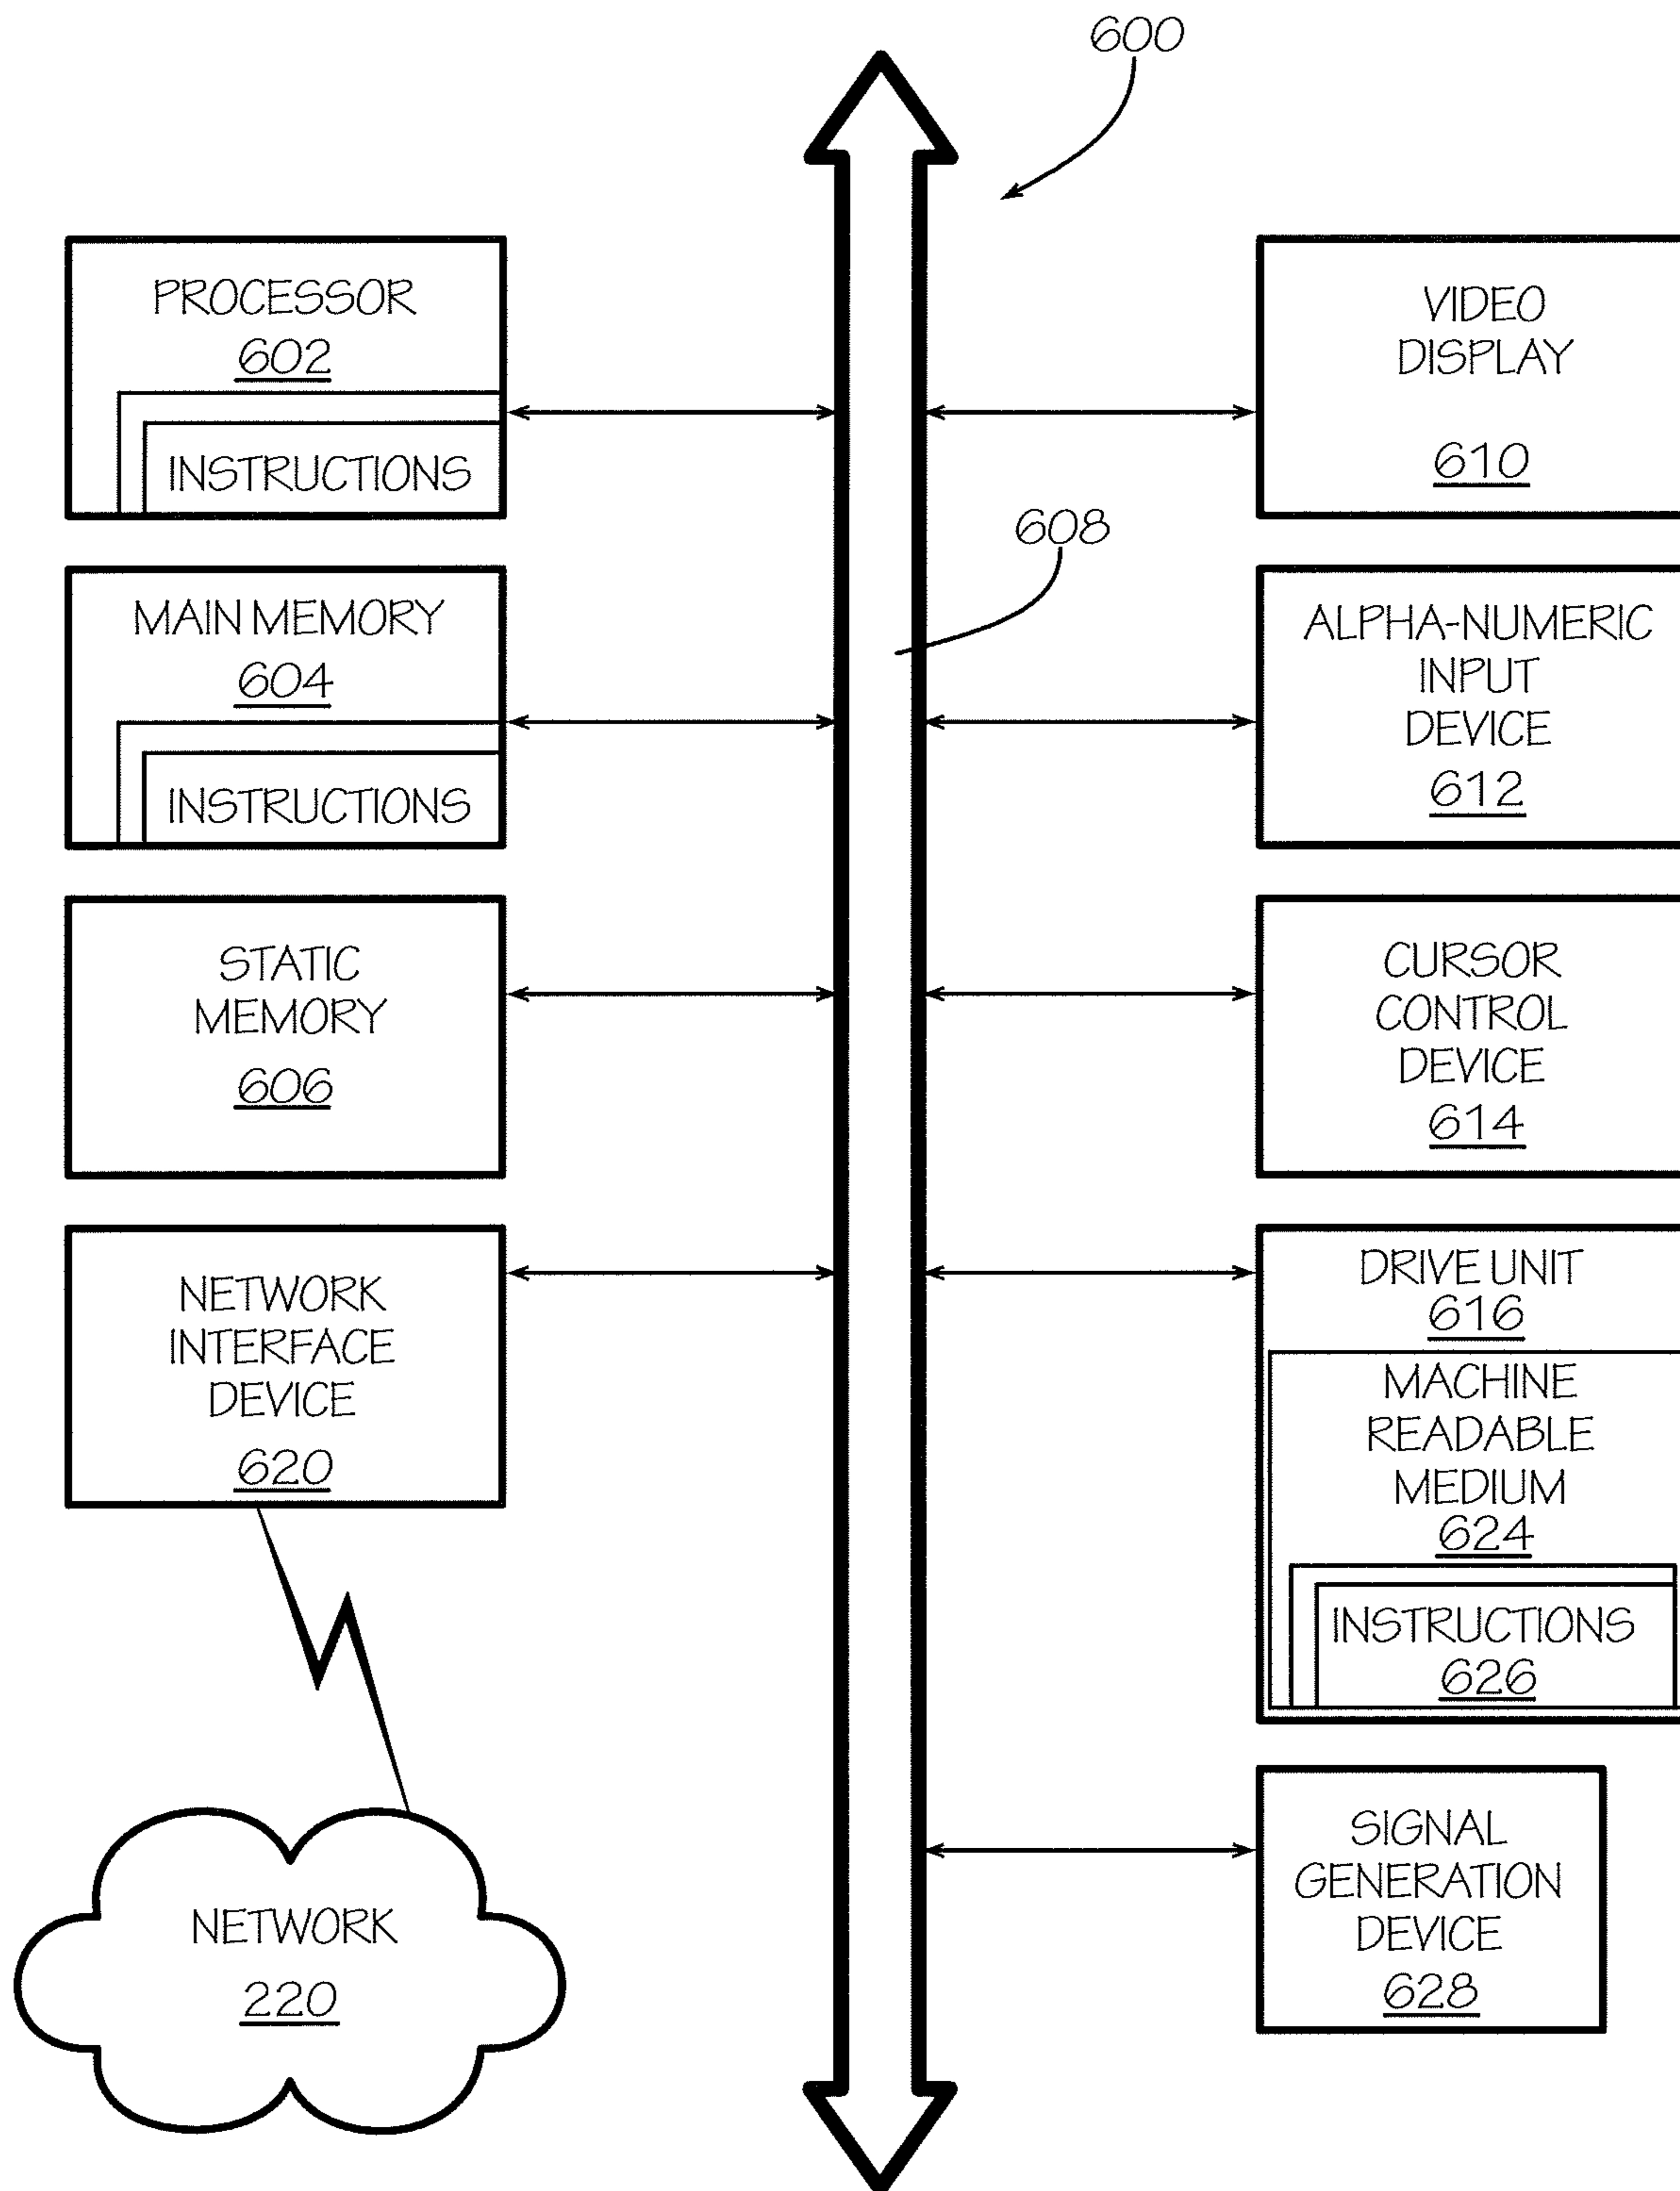 600
PROCESSOR
602
INSTRUCTIONS
MAIN MEMORY
604
INSTRUCTIONS
STATIC
MEMORY
606
NETWORK
INTERFACE
DEVICE
620
NETWORK
220
608
VIDEO
DISPLAY
610
ALPHA-NUMERIC
INPUT
DEVICE
612
CURSOR
CONTROL
DEVICE
614
DRIVE UNIT
616
MACHINE
READABLE
MEDIUM
624
INSTRUCTIONS
626
SIGNAL
GENERATION
DEVICE
628